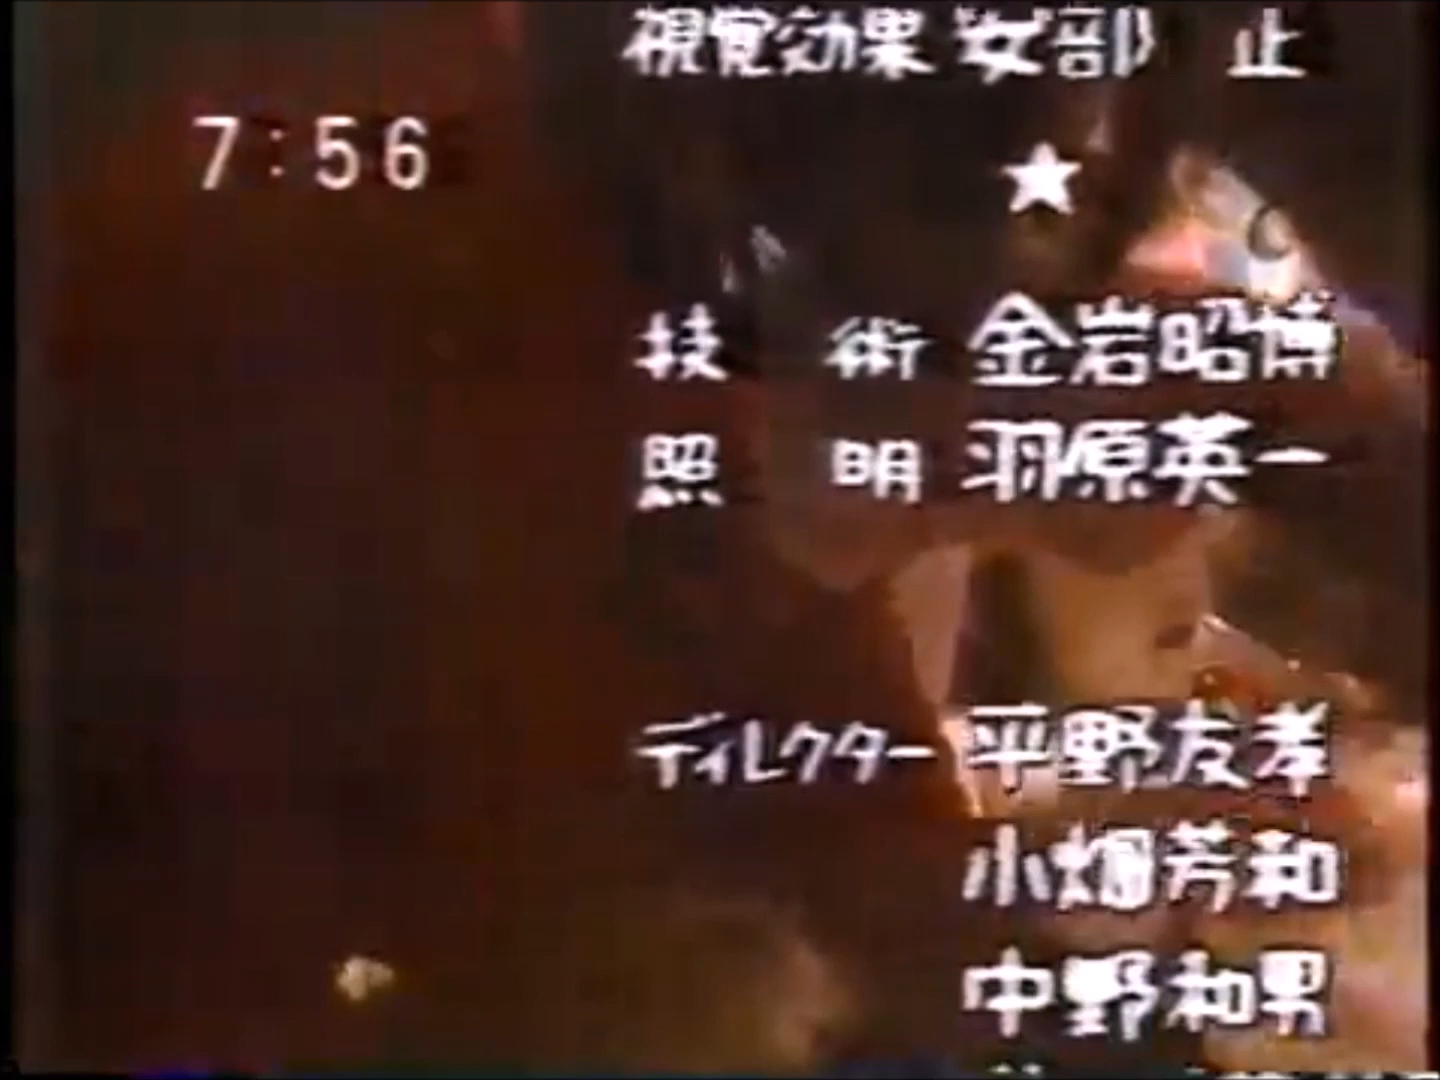 視覚効果 安部 止
7:56
★
技 術 金岩昭博
照 明 羽原英一
ディレクター 平野友孝
小畑芳和
中野和男